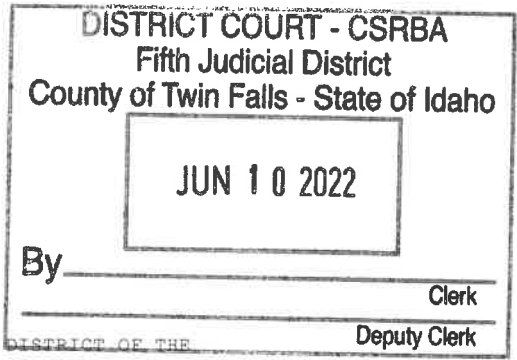 DISTRICT COURT - CSRBA
Fifth Judicial District
County of Twin Falls - State of Idaho
JUN 10 2022
By
Clerk
Deputy Clerk
DISTRICT OF THE